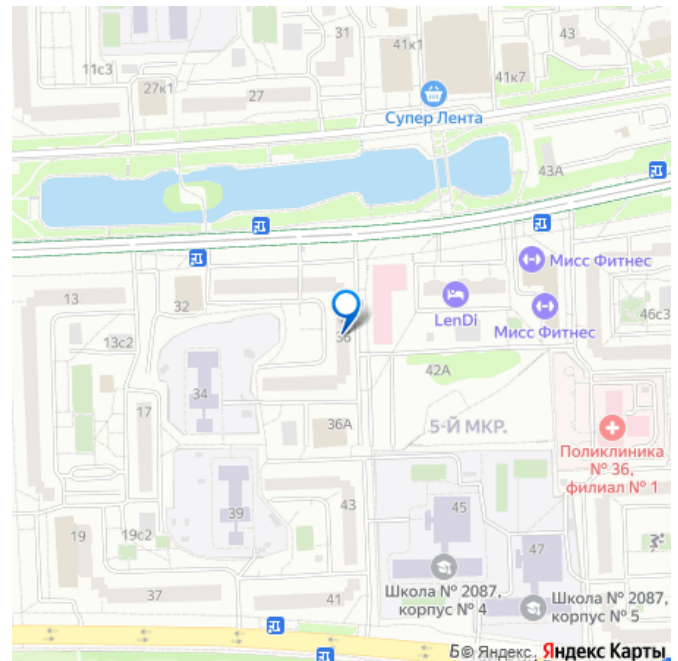 31
41к1
43
11с3
27к1
27
41к7
Супер Лента
43А
Мисс Фитнес
13
32
LenDi
Мисс Фитнес
46с3
13с2
36
34
42А
17
36А
5-Й МКР.
Поликлиника
№ 36,
филиал № 1
39
43
45
19
19с2
47
37
41
Школа № 2087,
корпус № 4
Школа № 2087,
корпус № 5
© Яндекс
Яндекс Карты